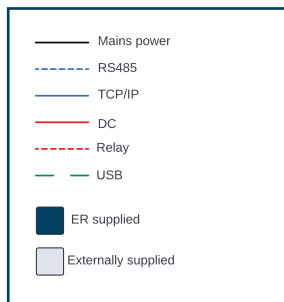 Mains power
RS485
TCP/IP
DC
Relay
USB
ER supplied
Externally supplied